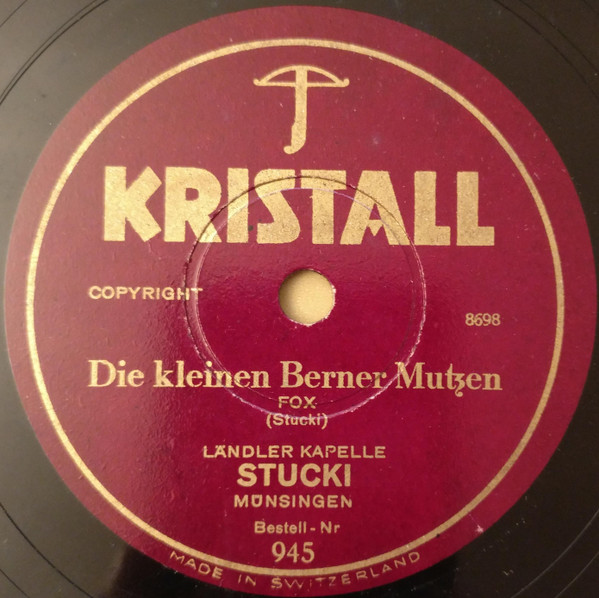 KRISTALL
COPYRIGHT
8698
Die kleinen Berner Mutzen
FOX
(Stucki)
LÄNDLER KAPELLE
STUCKI
MÜNSINGEN
Bestell-Nr
945
MADE IN SWITZERLAND